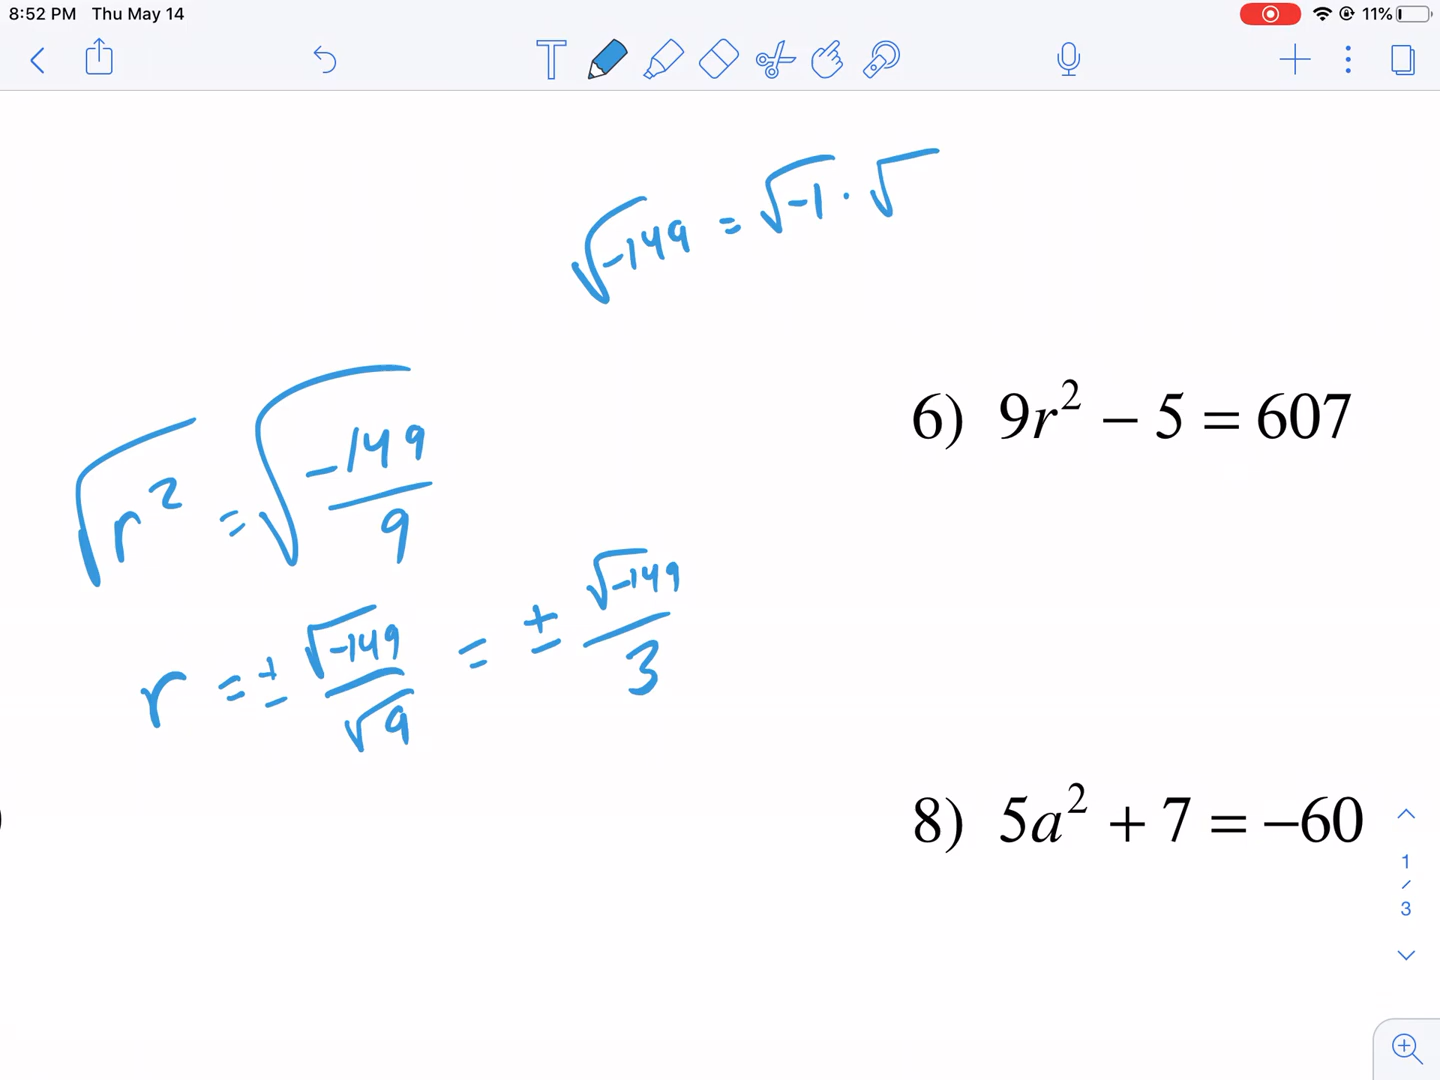 8:52 PM Thu May 14
11%
T
√-149 = √-1 · √
6) 9r² − 5 = 607
√r² = √(-149/9)
r = ± √-149/√9 = ± √-149/3
8) 5a² + 7 = −60
1
/
3